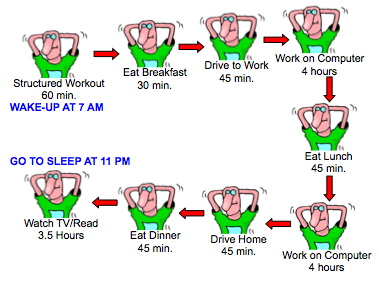 Structured Workout
60 min.
WAKE-UP AT 7 AM
Eat Breakfast
30 min.
Drive to Work
45 min.
Work on Computer
4 hours
Eat Lunch
45 min.
Work on Computer
4 hours
Drive Home
45 min.
Eat Dinner
45 min.
Watch TV/Read
3.5 Hours
GO TO SLEEP AT 11 PM